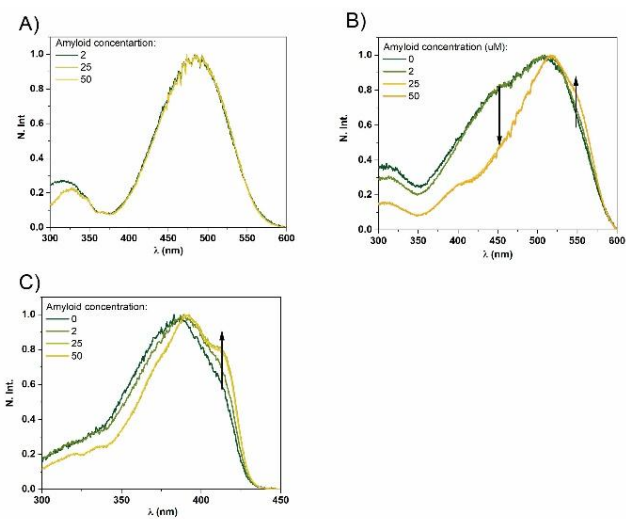 A)
Amyloid concentartion:
2
25
50
N. Int
1.0
0.8
0.6
0.4
0.2
0.0
300 350 400 450 500 550 600
λ (nm)
B)
Amyloid concentration (uM):
0
2
25
50
N. Int.
1.0
0.8
0.6
0.4
0.2
0.0
300 350 400 450 500 550 600
λ (nm)
C)
Amyloid concentration:
0
2
25
50
N. Int.
1.0
0.8
0.6
0.4
0.2
0.0
300 350 400 450
λ (nm)